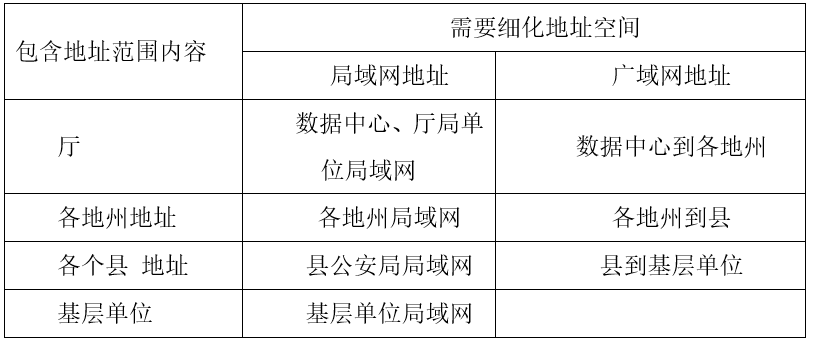 包含地址范围内容
需要细化地址空间
局域网地址
广域网地址
厅
数据中心、厅局单
位局域网
数据中心到各地州
各地州地址
各地州局域网
各地州到县
各个县 地址
县公安局局域网
县到基层单位
基层单位
基层单位局域网